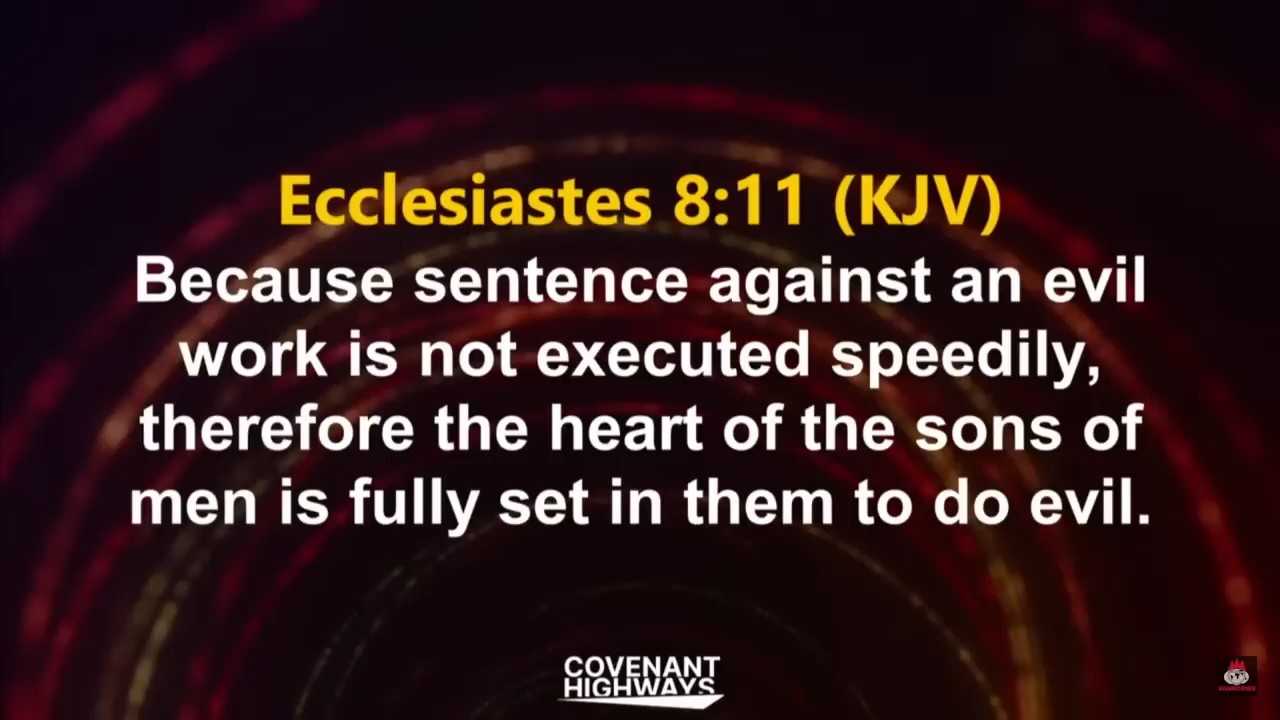 Ecclesiastes 8:11 (KJV)
Because sentence against an evil
work is not executed speedily,
therefore the heart of the sons of
men is fully set in them to do evil.
COVENANT
HIGHWAYS
SUBSCRIBE